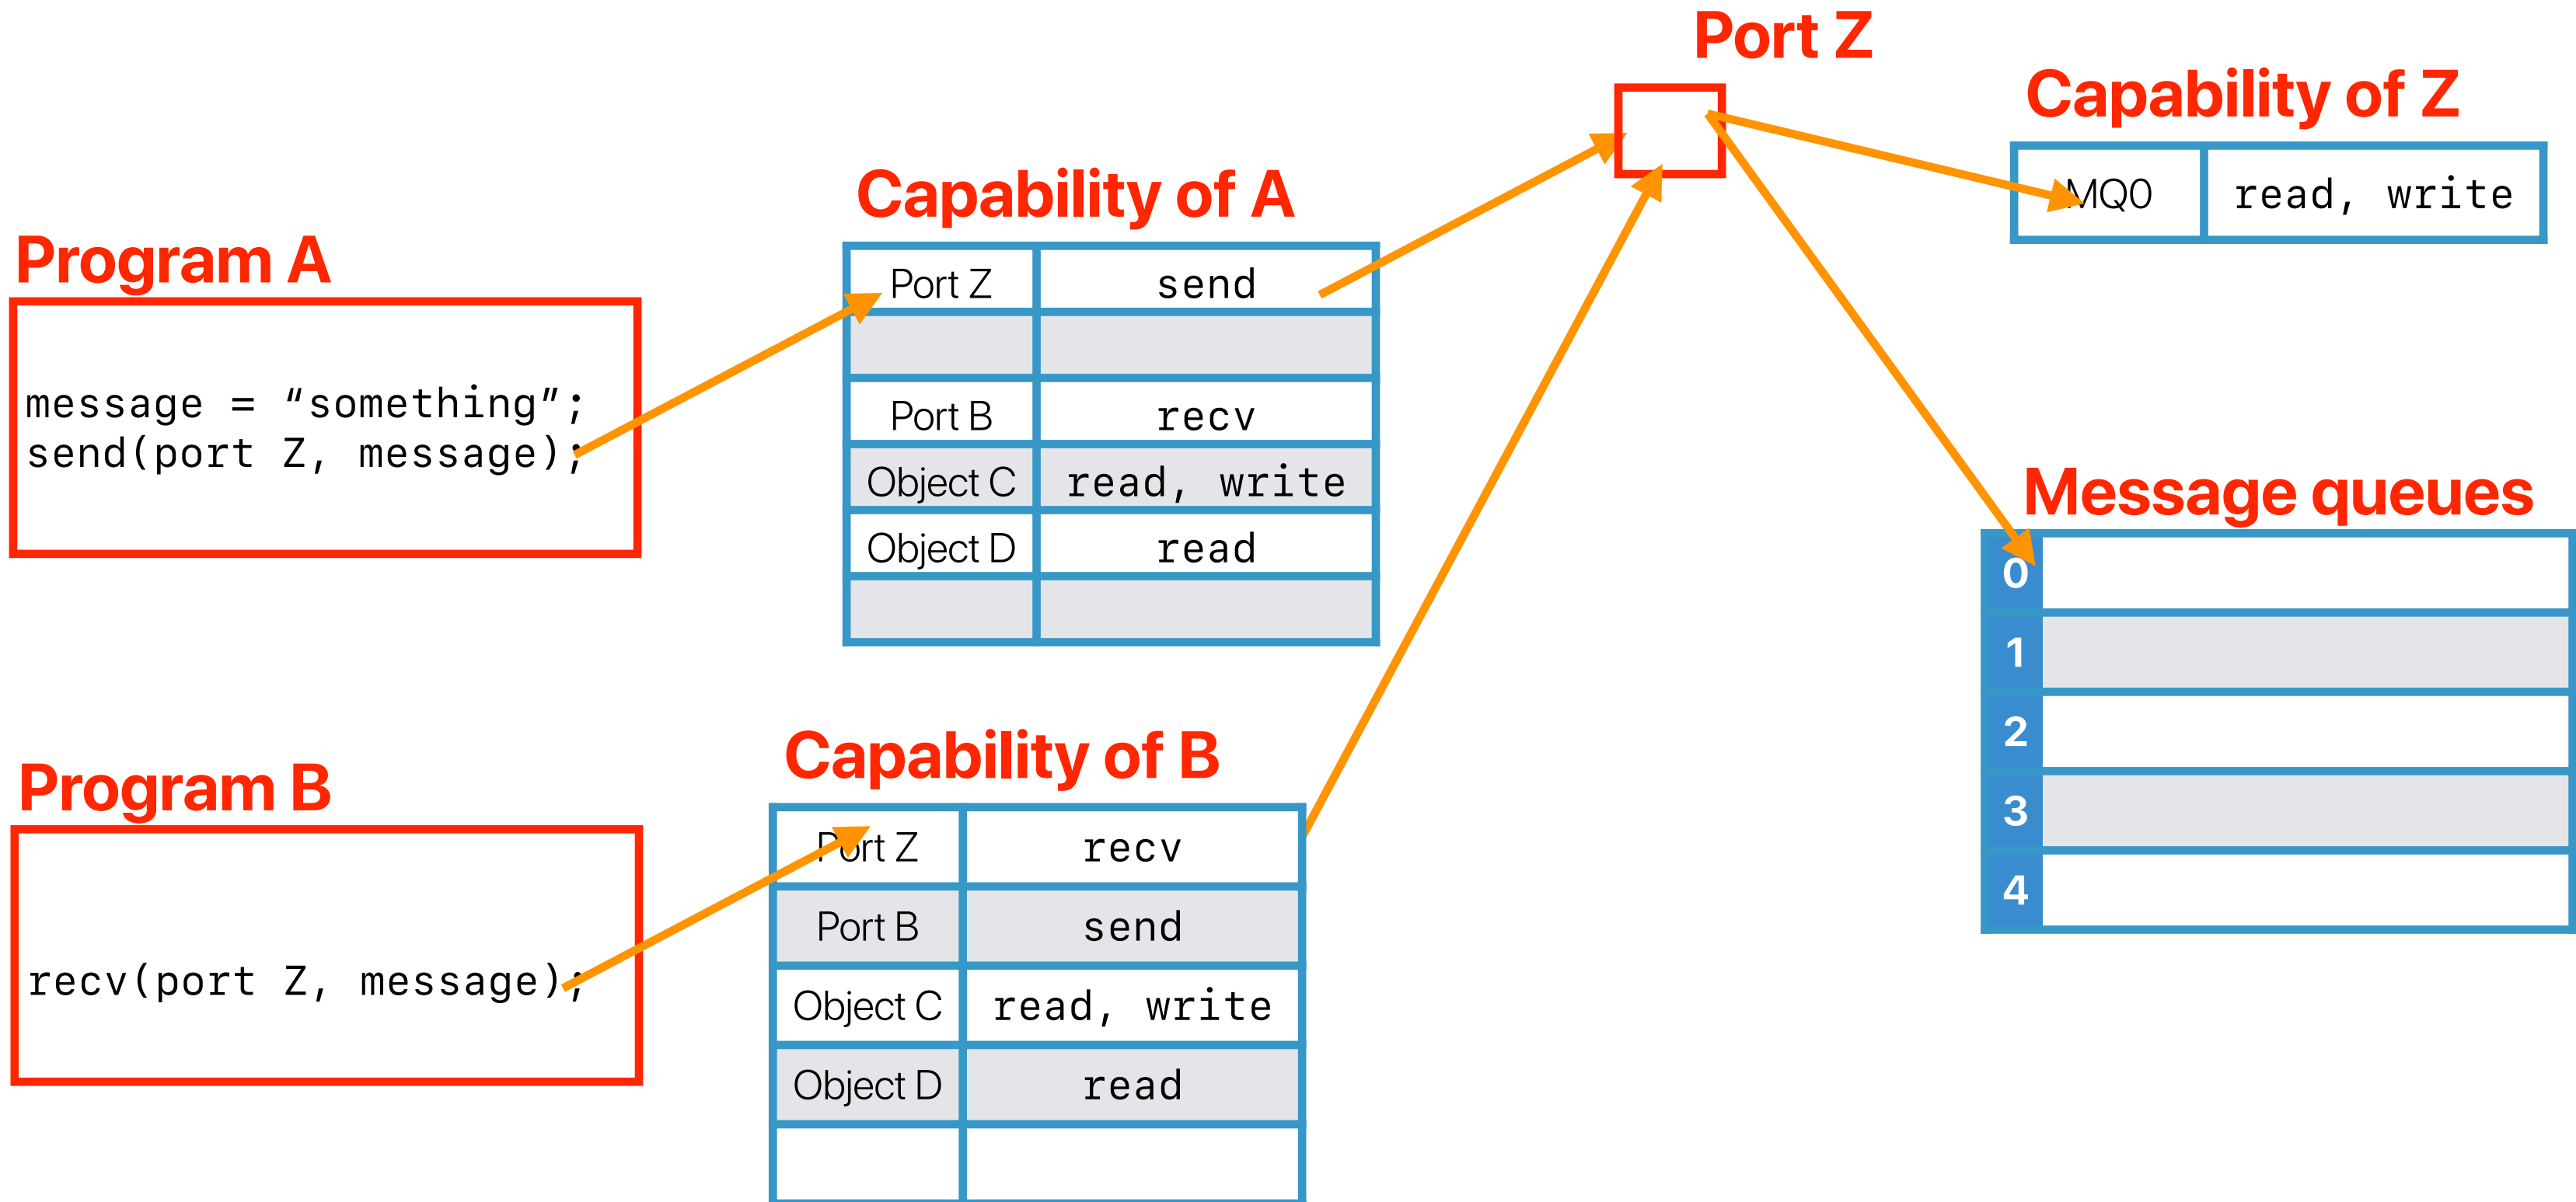 Port Z
Capability of Z
MQ0 read, write
Capability of A
Port Z send
Port B recv
Object C read, write
Object D read
Program A
message = “something”;
send(port Z, message);
Message queues
0
1
2
3
4
Capability of B
Port Z recv
Port B send
Object C read, write
Object D read
Program B
recv(port Z, message);